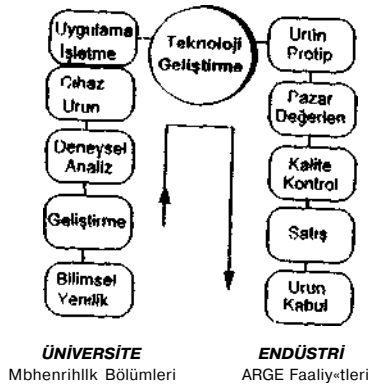 Uygulama
İşletme
Teknoloji
Geliştirme
Ürün
Protip
Cihaz
Urun
Pazar
Değerlen
Deneysel
Analiz
Kalite
Kontrol
Geliştirme
Satış
Bilimsel
Yenilik
Urun
Kabul
ÜNİVERSİTE
ENDÜSTRİ
Mbhenrihllk Bölümleri
ARGE Faaliy«tleri